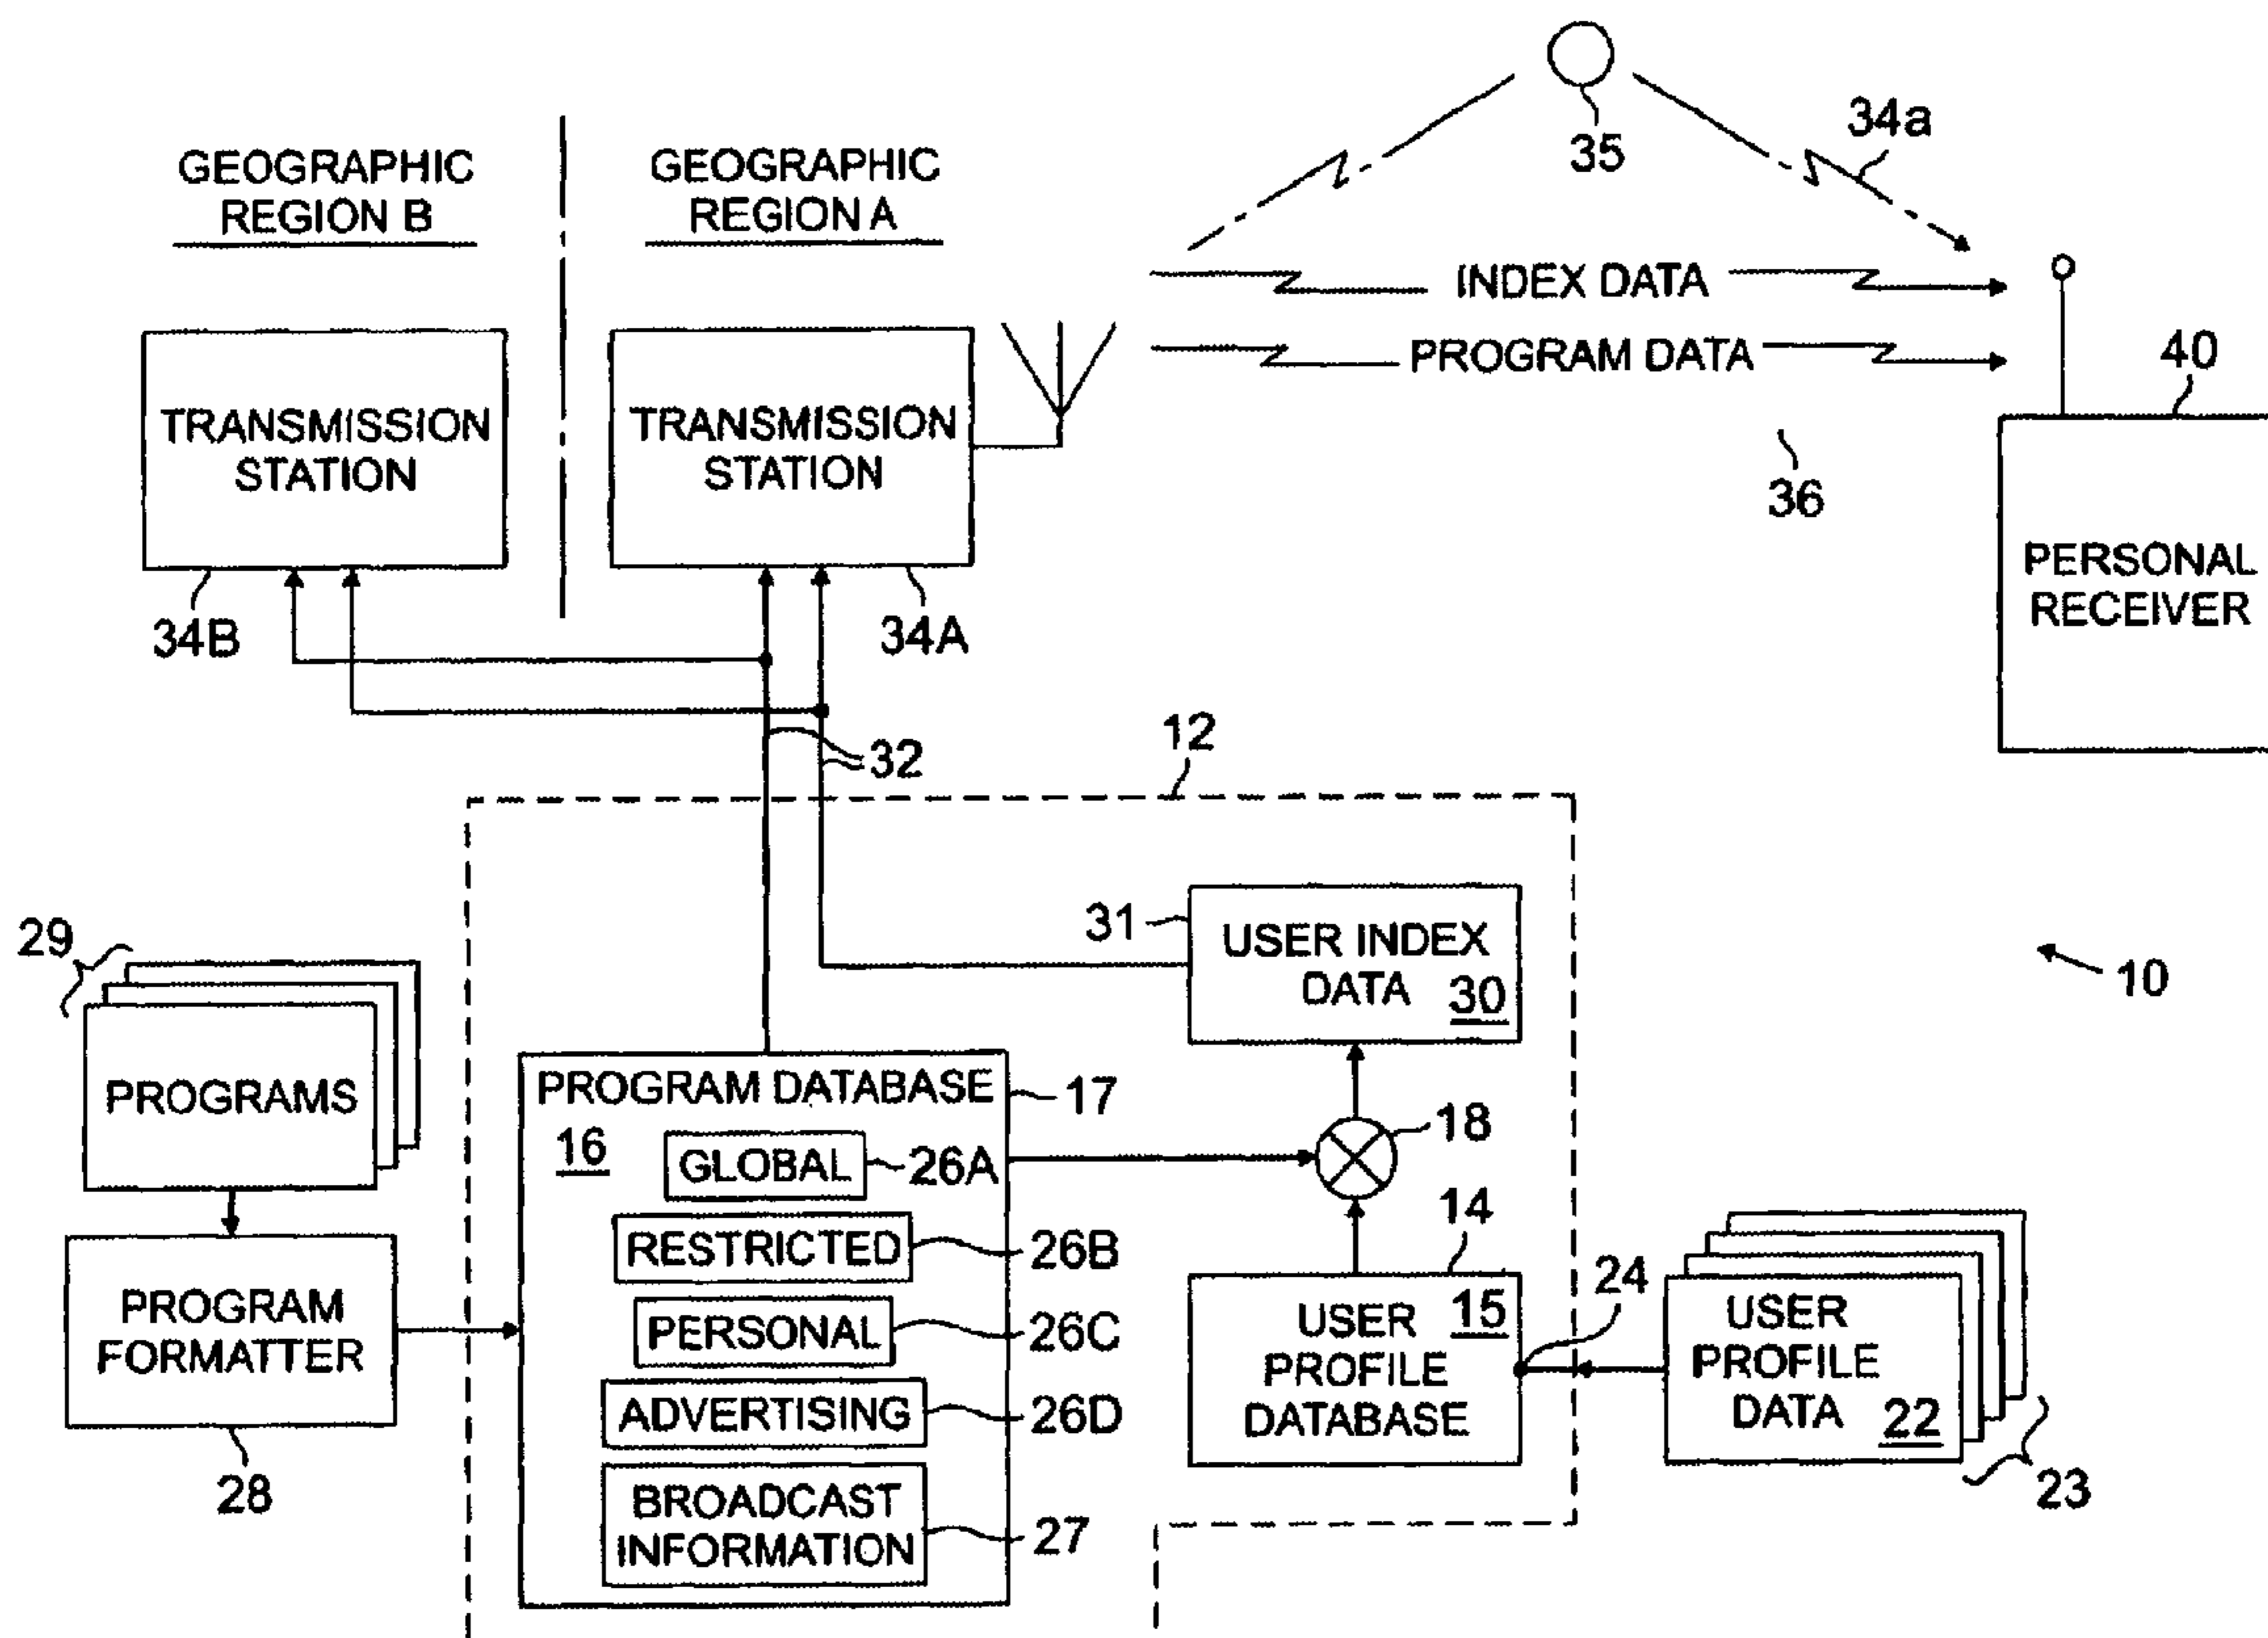 35
34a
GEOGRAPHIC
REGION B
GEOGRAPHIC
REGION A
INDEX DATA
PROGRAM DATA
40
TRANSMISSION
STATION
TRANSMISSION
STATION
36
PERSONAL
RECEIVER
34B
34A
12
32
31
USER INDEX
DATA 30
29
10
PROGRAMS
PROGRAM DATABASE
17
16
GLOBAL
26A
18
RESTRICTED
26B
14
24
PROGRAM
FORMATTER
PERSONAL
26C
15
USER
PROFILE
DATABASE
USER
PROFILE
DATA 22
ADVERTISING
26D
28
23
BROADCAST
INFORMATION
27